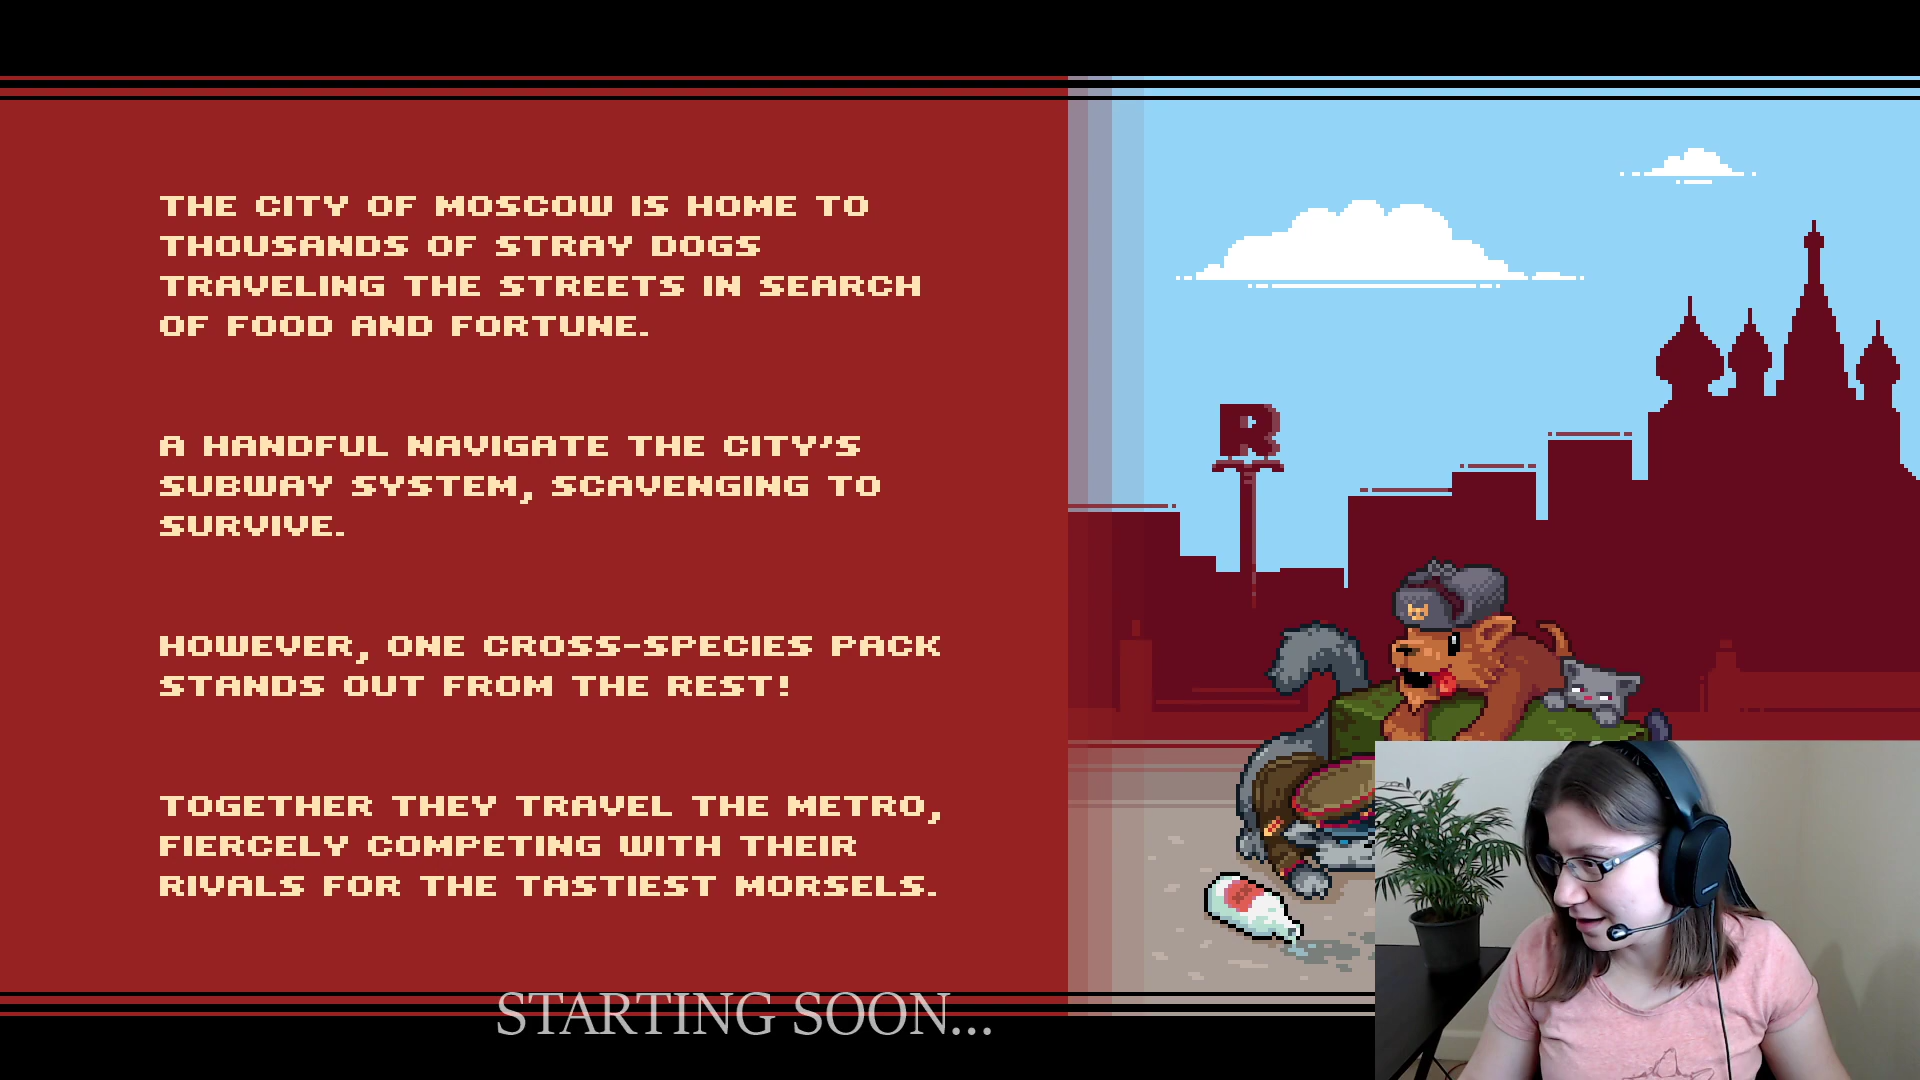 THE CITY OF MOSCOW IS HOME TO
THOUSANDS OF STRAY DOGS
TRAVELING THE STREETS IN SEARCH
OF FOOD AND FORTUNE.
A HANDFUL NAVIGATE THE CITY'S
SUBWAY SYSTEM, SCAVENGING TO
SURVIVE.
HOWEVER, ONE CROSS-SPECIES PACK
STANDS OUT FROM THE REST!
TOGETHER THEY TRAVEL THE METRO,
FIERCELY COMPETING WITH THEIR
RIVALS FOR THE TASTIEST MORSELS.
R
STARTING SOON...